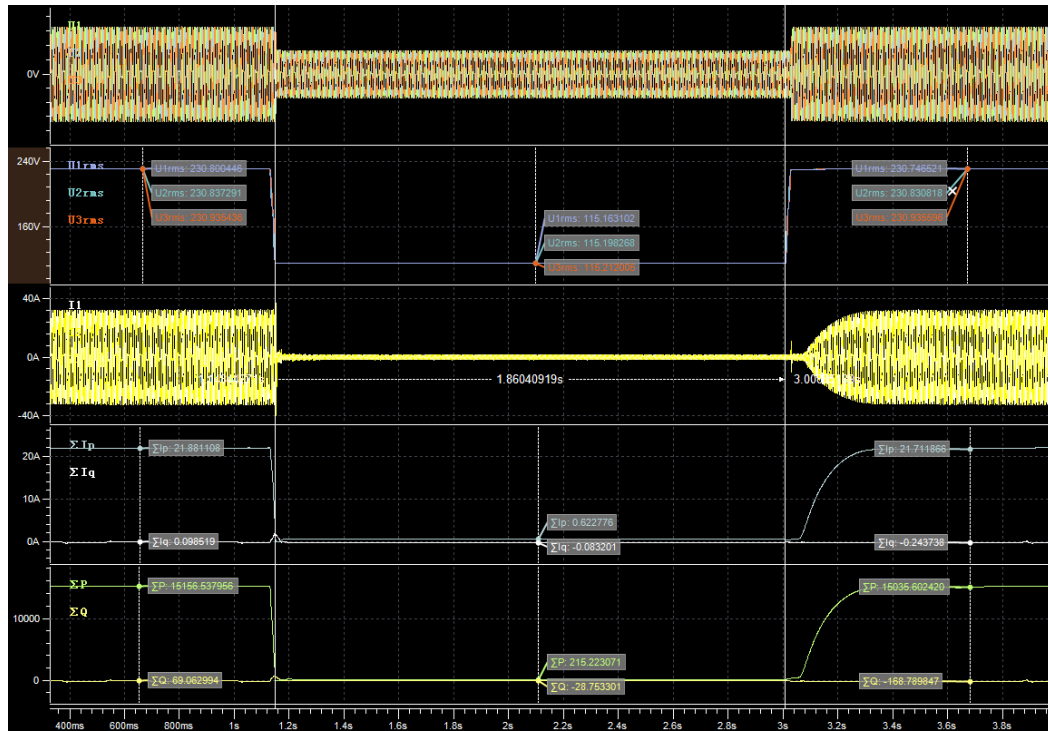 U1
0V
240V
160V
U1rms
U2rms
U3rms
U1rms: 230.800446
U2rms: 230.837291
U3rms: 230.935436
U1rms: 115.163102
U2rms: 115.198268
U3rms: 115.212006
U1rms: 230.746521
U2rms: 230.830818
U3rms: 230.935596
40A
0A
-40A
I1
1.86040919s
ΣIp
ΣIq
20A
10A
0A
ΣIp: 21.881108
ΣIq: 0.098519
ΣIp: 0.622776
ΣIq: -0.083201
ΣIp: 21.711866
ΣIq: -0.243738
ΣP
ΣQ
10000
0
ΣP: 15156.537956
ΣQ: 69.062994
ΣP: 215.223071
ΣQ: -28.753301
ΣP: 15035.602420
ΣQ: -168.789847
400ms 600ms 800ms 1s 1.2s 1.4s 1.6s 1.8s 2s 2.2s 2.4s 2.6s 2.8s 3s 3.2s 3.4s 3.6s 3.8s